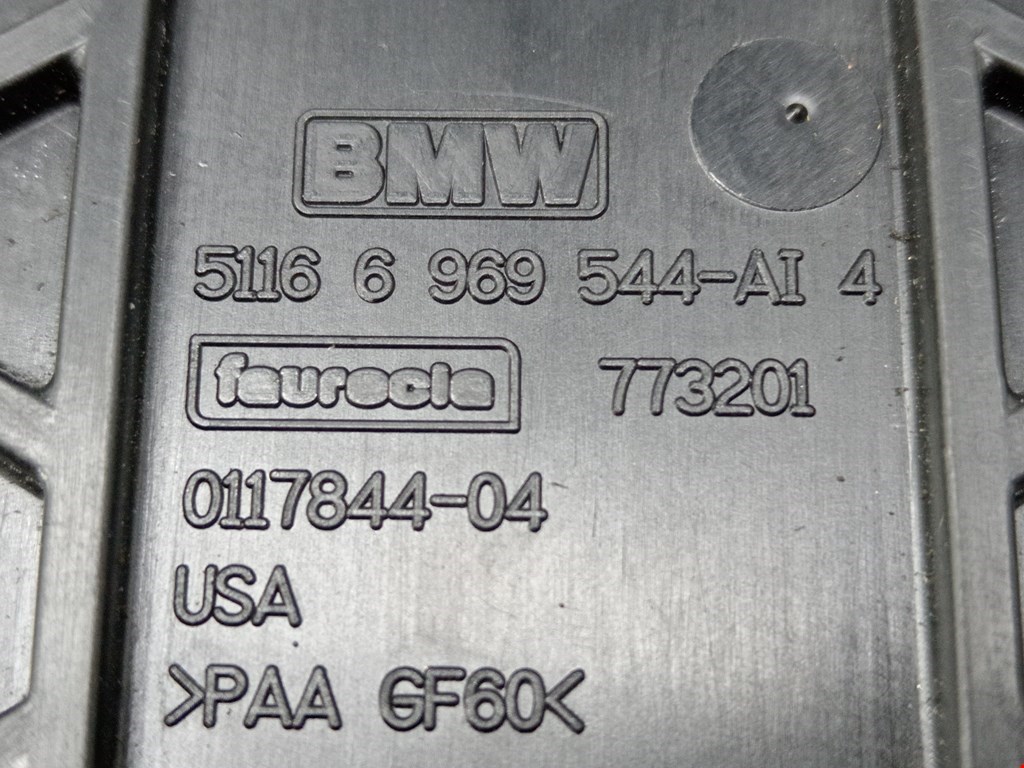 BMW
5116 6 969 544-AI 4
faurecia 773201
0117844-04
USA
>PAA GF60<